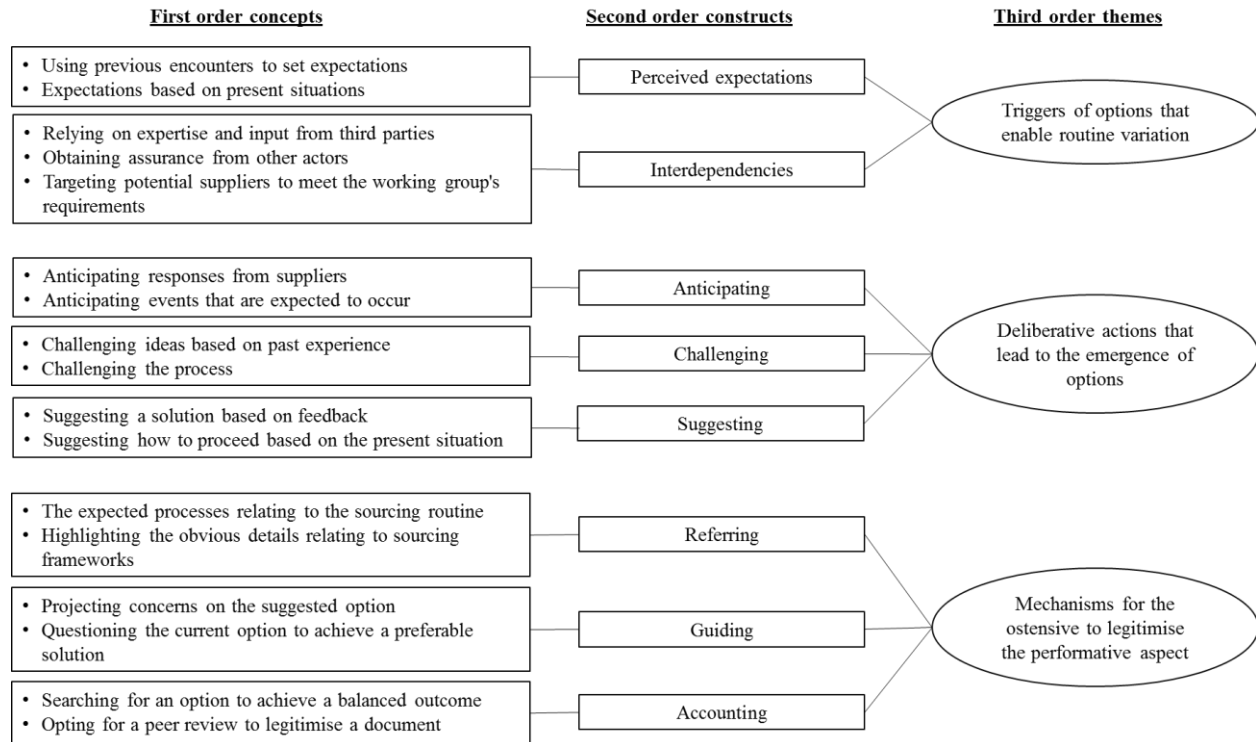 First order concepts
Second order constructs
Third order themes
• Using previous encounters to set expectations
• Expectations based on present situations
Perceived expectations
• Relying on expertise and input from third parties
• Obtaining assurance from other actors
• Targeting potential suppliers to meet the working group's
requirements
Interdependencies
Triggers of options that
enable routine variation
• Anticipating responses from suppliers
• Anticipating events that are expected to occur
Anticipating
• Challenging ideas based on past experience
• Challenging the process
Challenging
• Suggesting a solution based on feedback
• Suggesting how to proceed based on the present situation
Suggesting
Deliberative actions that
lead to the emergence of
options
• The expected processes relating to the sourcing routine
• Highlighting the obvious details relating to sourcing
frameworks
Referring
• Projecting concerns on the suggested option
• Questioning the current option to achieve a preferable
solution
Guiding
• Searching for an option to achieve a balanced outcome
• Opting for a peer review to legitimise a document
Accounting
Mechanisms for the
ostensive to legitimise
the performative aspect